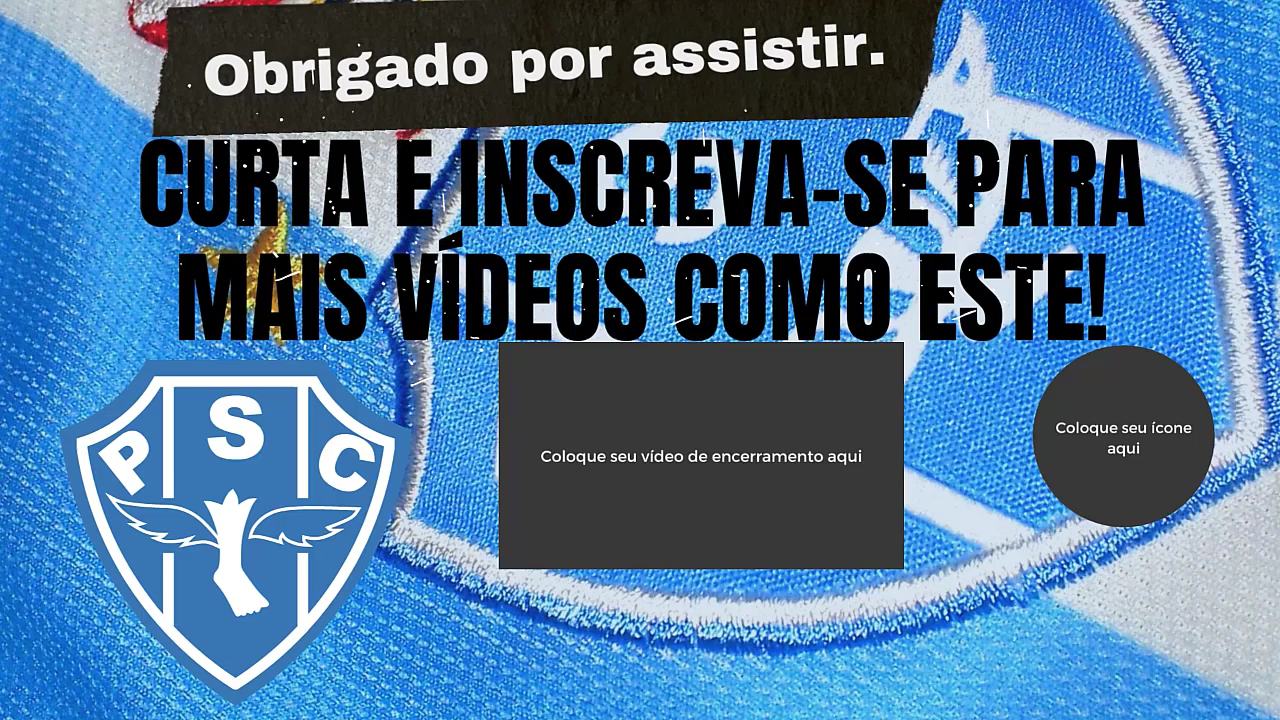 Obrigado por assistir.
CURTA E INSCREVA-SE PARA
MAIS VÍDEOS COMO ESTE!
P S C
Coloque seu vídeo de encerramento aqui
Coloque seu ícone
aqui